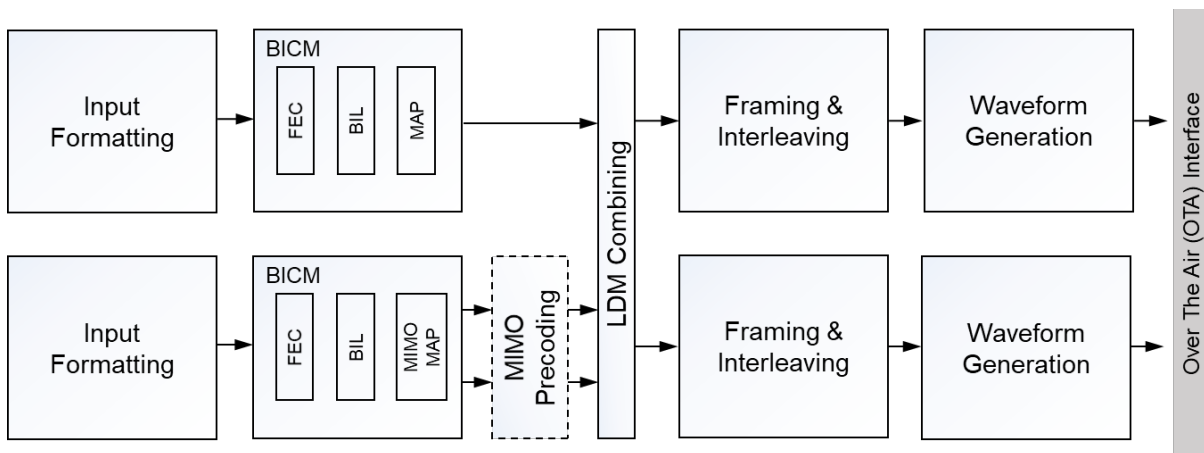 Input
Formatting
BICM
FEC
BIL
MAP
LDM Combining
Framing &
Interleaving
Waveform
Generation
Over The Air (OTA) Interface
Input
Formatting
BICM
FEC
BIL
MIMO
MAP
MIMO
Precoding
Framing &
Interleaving
Waveform
Generation